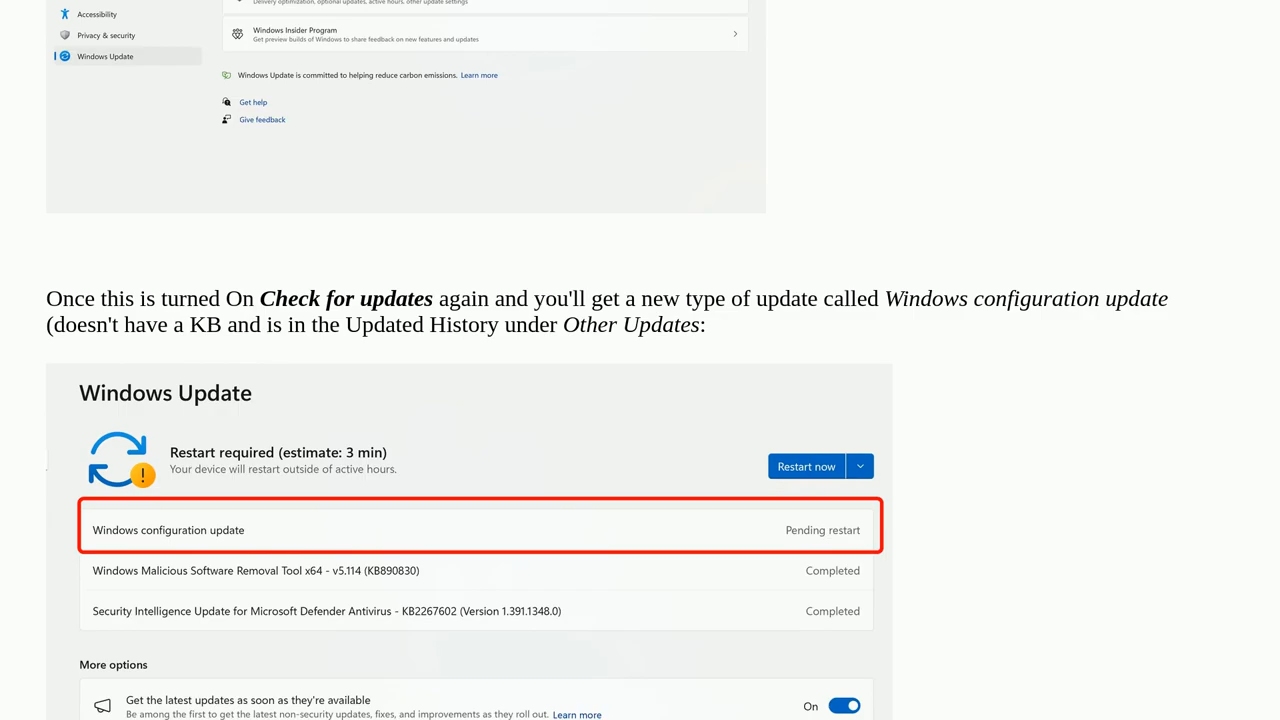 Delivery optimization, optional updates, active hours, other update settings
Accessibility
Windows Insider Program
Privacy & security
Get preview builds of Windows to share feedback on new features and updates
Windows Update
Windows Update is committed to helping reduce carbon emissions. Learn more
Get help
Give feedback
Once this is turned On Check for updates again and you'll get a new type of update called Windows configuration update
(doesn't have a KB and is in the Updated History under Other Updates:
Windows Update
Restart required (estimate: 3 min)
Your device will restart outside of active hours.
Restart now
Windows configuration update Pending restart
Windows Malicious Software Removal Tool x64 - v5.114 (KB890830) Completed
Security Intelligence Update for Microsoft Defender Antivirus - KB2267602 (Version 1.391.1348.0) Completed
More options
Get the latest updates as soon as they're available
On
Be among the first to get the latest non-security updates, fixes, and improvements as they roll out. Learn more